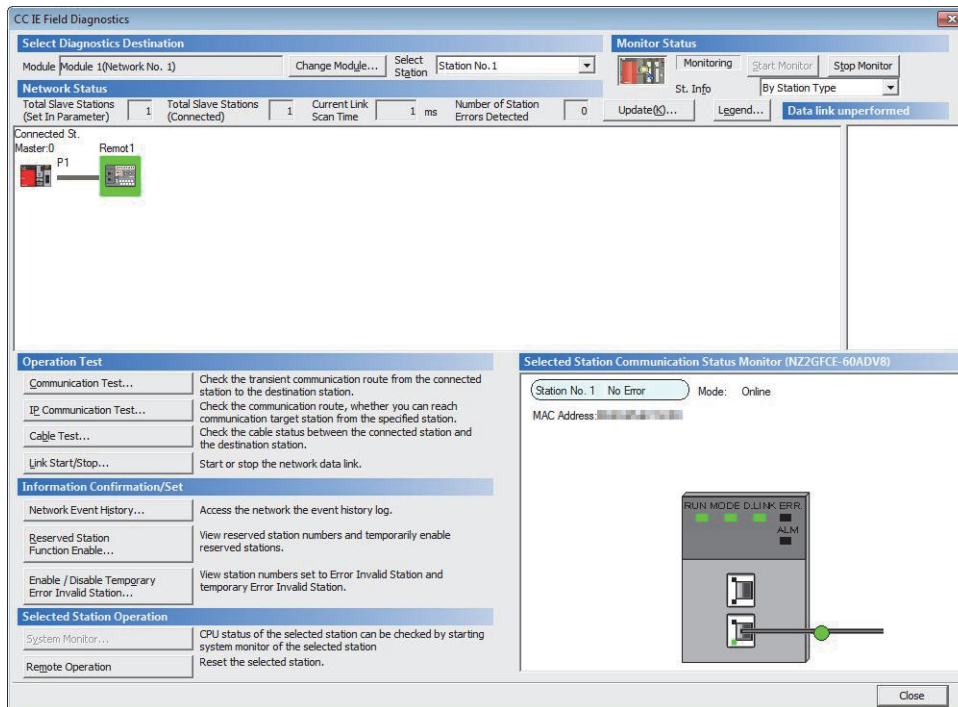 CC IE Field Diagnostics
Select Diagnostics Destination
Module Module 1(Network No. 1) Change Module... Select Station Station No.1
Monitor Status
Monitoring Start Monitor Stop Monitor
St. Info By Station Type
Network Status
Total Slave Stations (Set In Parameter) 1 Total Slave Stations (Connected) 1 Current Link Scan Time 1 ms Number of Station Errors Detected 0
Update(K)... Legend... Data link unperformed
Connected St.
Master:0 Remot1
P1
Operation Test
Communication Test... Check the transient communication route from the connected
station to the destination station.
IP Communication Test... Check the communication route, whether you can reach
communication target station from the specified station.
Cable Test... Check the cable status between the connected station and
the destination station.
Link Start/Stop... Start or stop the network data link.
Information Confirmation/Set
Network Event History... Access the network the event history log.
Reserved Station
Function Enable...
View reserved station numbers and temporarily enable
reserved stations.
Enable / Disable Temporary
Error Invalid Station...
View station numbers set to Error Invalid Station and
temporary Error Invalid Station.
Selected Station Operation
System Monitor... CPU status of the selected station can be checked by starting
system monitor of the selected station
Remote Operation Reset the selected station.
Selected Station Communication Status Monitor (NZ2GFCE-60ADV8)
Station No. 1 No Error Mode: Online
MAC Address:
RUN MODE D.LINK ERR.
ALM
Close